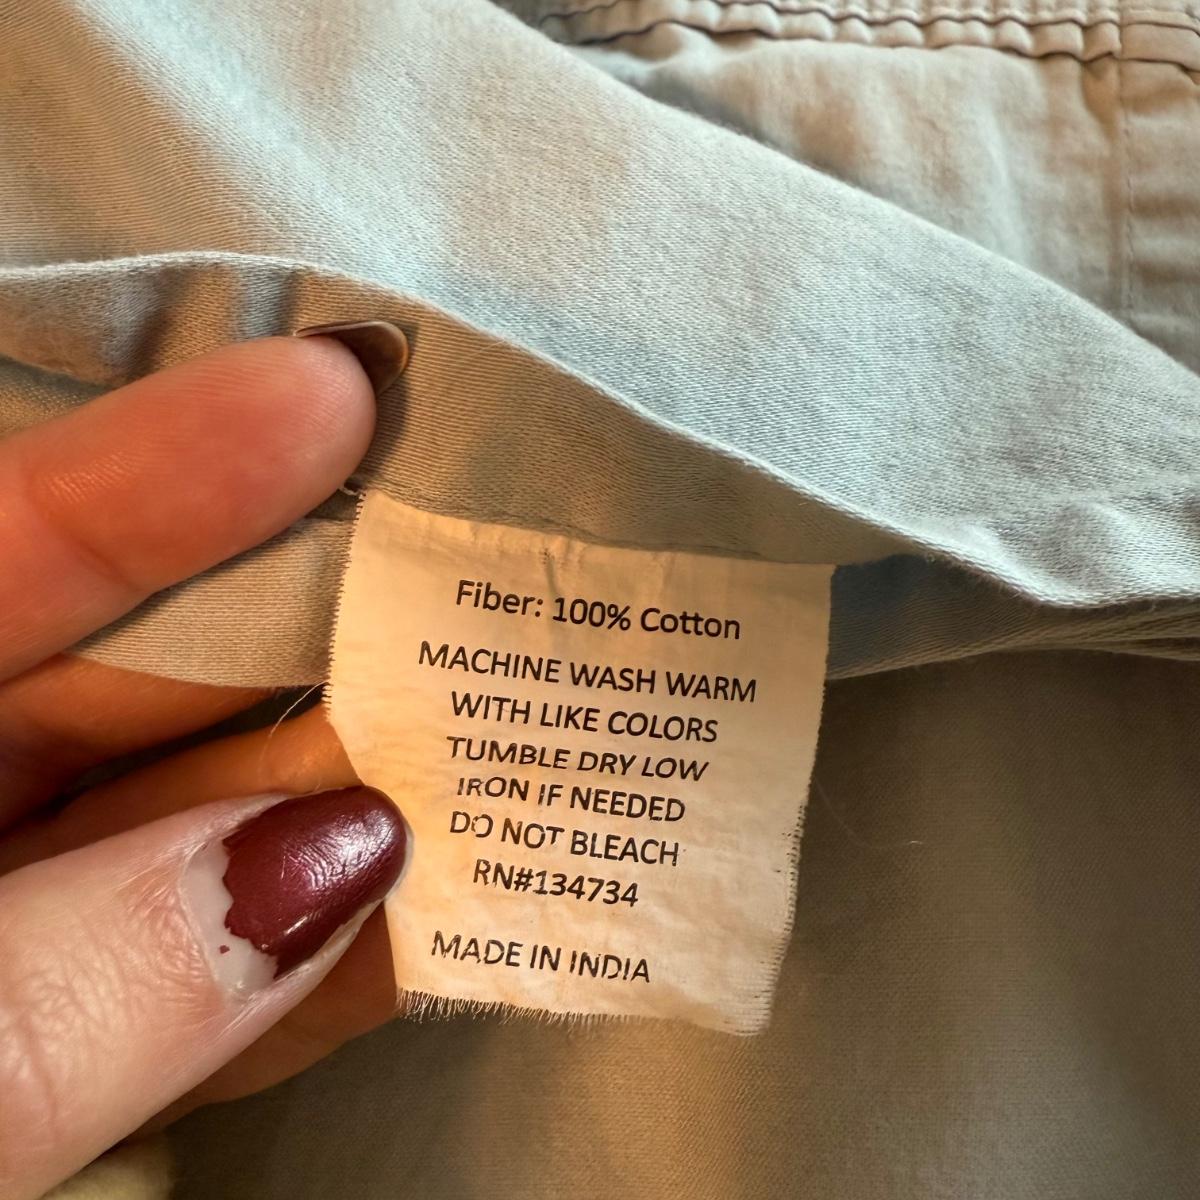 Fiber: 100% Cotton
MACHINE WASH WARM
WITH LIKE COLORS
TUMBLE DRY LOW
IRON IF NEEDED
DO NOT BLEACH
RN#134734
MADE IN INDIA